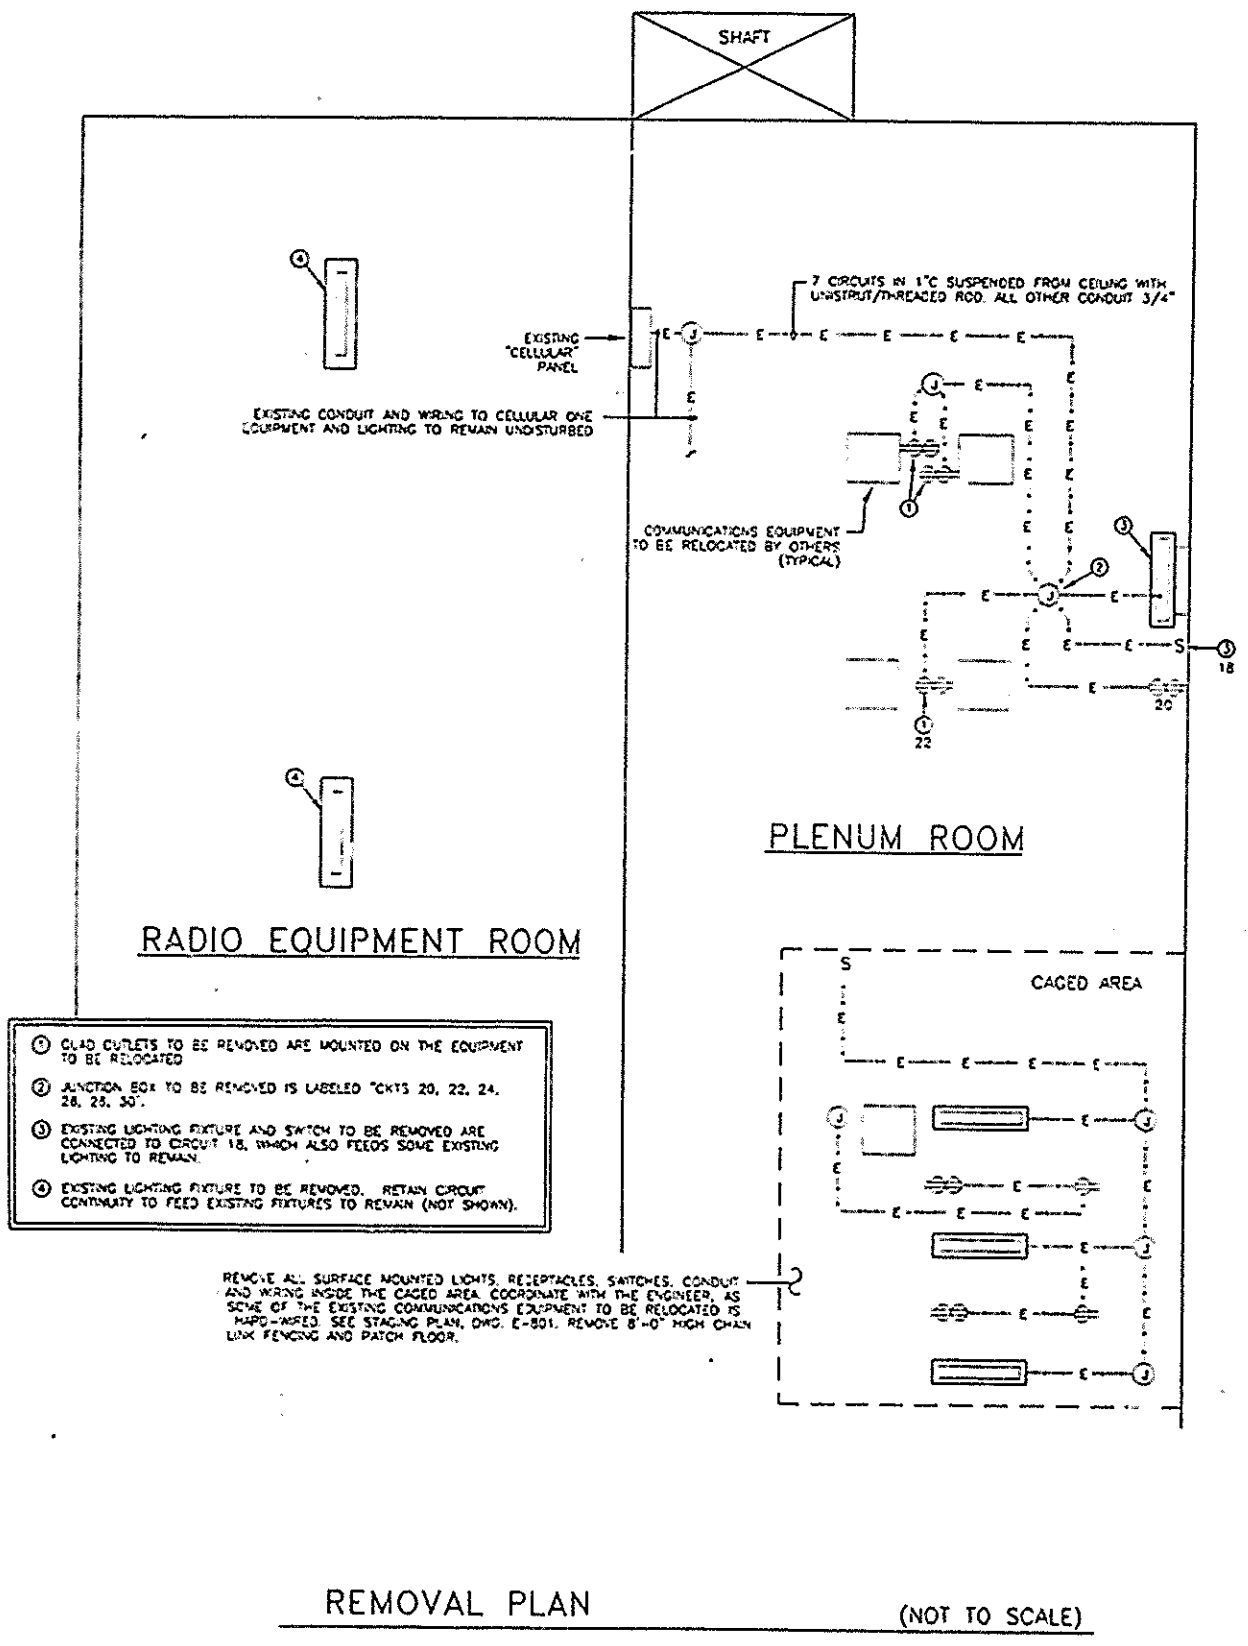 SHAFT
④
7 CIRCUITS IN 1"C SUSPENDED FROM CEILING WITH
UNISTRUT/THREADED ROD. ALL OTHER CONDUIT 3/4"
EXISTING
"CELLULAR"
PANEL
E J E E E E E
E
EXISTING CONDUIT AND WIRING TO CELLULAR ONE
EQUIPMENT AND LIGHTING TO REMAIN UNDISTURBED
J E
E E E E
E E
①
COMMUNICATIONS EQUIPMENT
TO BE RELOCATED BY OTHERS
(TYPICAL)
E E
③
②
E J E
E E E E S ③
18
E
20
①
22
④
PLENUM ROOM
RADIO EQUIPMENT ROOM
S
CAGED AREA
E
E E E E
① QUAD OUTLETS TO BE REMOVED ARE MOUNTED ON THE EQUIPMENT
TO BE RELOCATED
② JUNCTION BOX TO BE REMOVED IS LABELED "CKTS 20, 22, 24,
26, 28, 30".
③ EXISTING LIGHTING FIXTURE AND SWITCH TO BE REMOVED ARE
CONNECTED TO CIRCUIT 18, WHICH ALSO FEEDS SOME EXISTING
LIGHTING TO REMAIN.
④ EXISTING LIGHTING FIXTURE TO BE REMOVED. RETAIN CIRCUIT
CONTINUITY TO FEED EXISTING FIXTURES TO REMAIN (NOT SHOWN).
J E J
E
E E
E E E
E J
E E
E J
REMOVE ALL SURFACE MOUNTED LIGHTS, RECEPTACLES, SWITCHES, CONDUIT
AND WIRING INSIDE THE CAGED AREA. COORDINATE WITH THE ENGINEER, AS
SOME OF THE EXISTING COMMUNICATIONS EQUIPMENT TO BE RELOCATED IS
HARD-WIRED. SEE STAGING PLAN, DWG. E-801. REMOVE 8'-0" HIGH CHAIN
LINK FENCING AND PATCH FLOOR.
REMOVAL PLAN
(NOT TO SCALE)